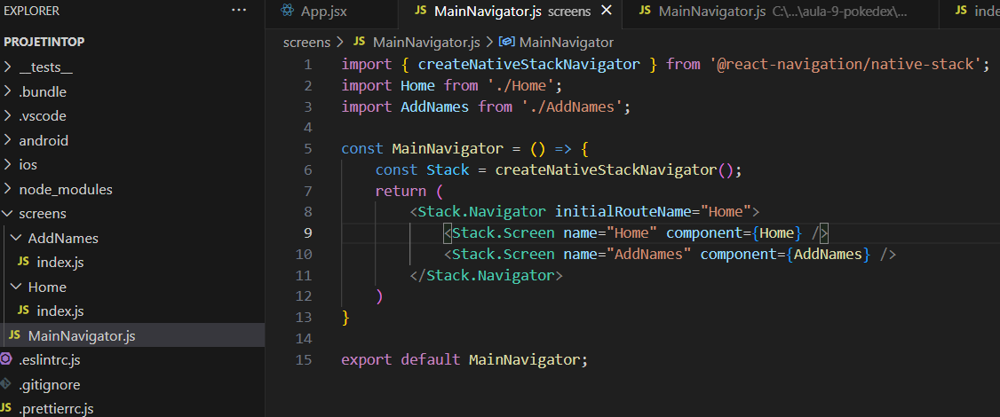 EXPLORER ...
PROJETINTOP
__tests__
.bundle
.vscode
android
ios
node_modules
screens
AddNames
JS index.js
Home
JS index.js
JS MainNavigator.js
.eslintrc.js
.gitignore
JS .prettierrc.js
App.jsx
JS MainNavigator.js screens
JS MainNavigator.js C:\...\aula-9-pokedex\...
JS inde
screens > JS MainNavigator.js > MainNavigator
1 import { createNativeStackNavigator } from '@react-navigation/native-stack';
2 import Home from './Home';
3 import AddNames from './AddNames';
4
5 const MainNavigator = () => {
6 const Stack = createNativeStackNavigator();
7 return (
8 <Stack.Navigator initialRouteName="Home">
9 <Stack.Screen name="Home" component={Home} />
10 <Stack.Screen name="AddNames" component={AddNames} />
11 </Stack.Navigator>
12 )
13 }
14
15 export default MainNavigator;